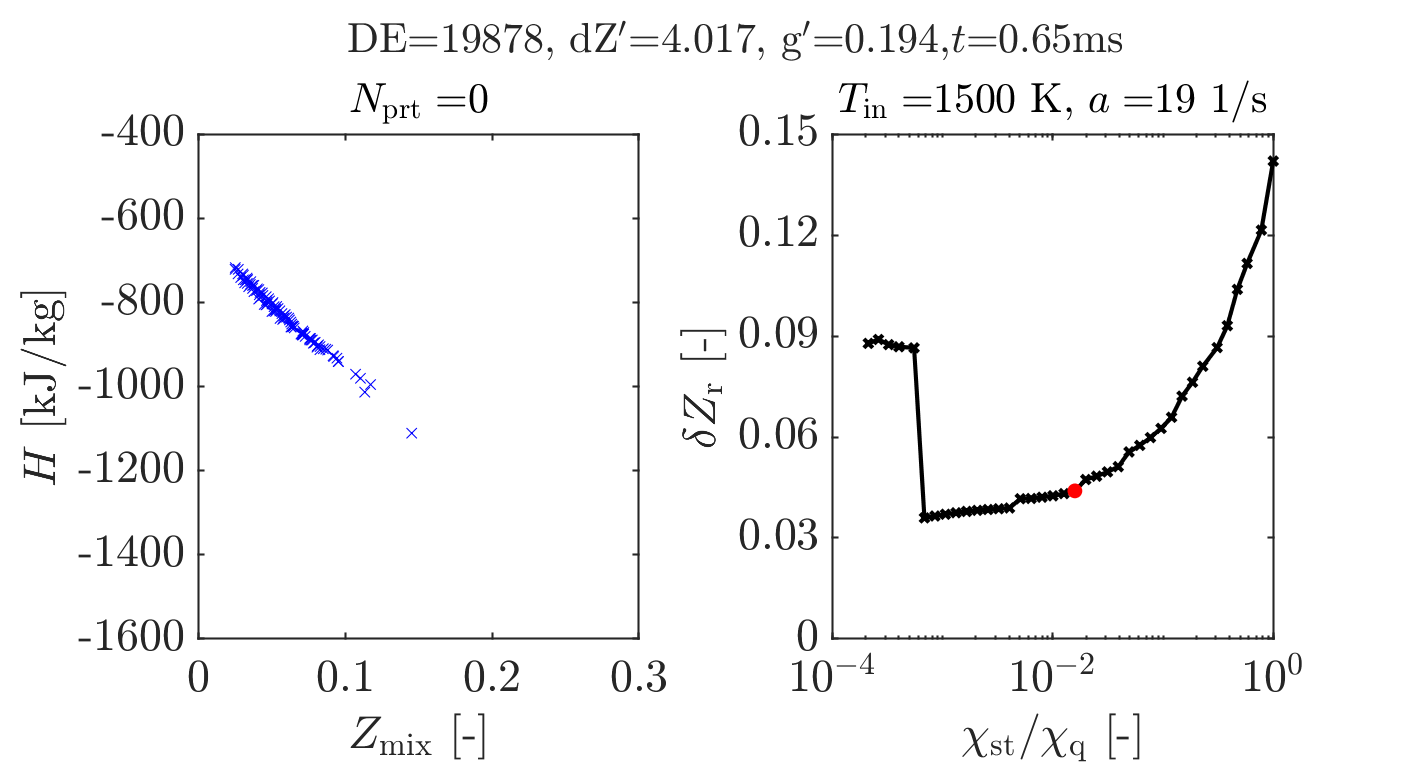 DE=19878, dZ′=4.017, g′=0.194,t=0.65ms
N_prt =0
T_in =1500 K, a =19 1/s
-400
-600
-800
-1000
-1200
-1400
-1600
0 0.1 0.2 0.3
H [kJ/kg]
Z_mix [-]
0.15
0.12
0.09
0.06
0.03
0
10^−4 10^−2 10^0
δZ_r [-]
χ_st/χ_q [-]